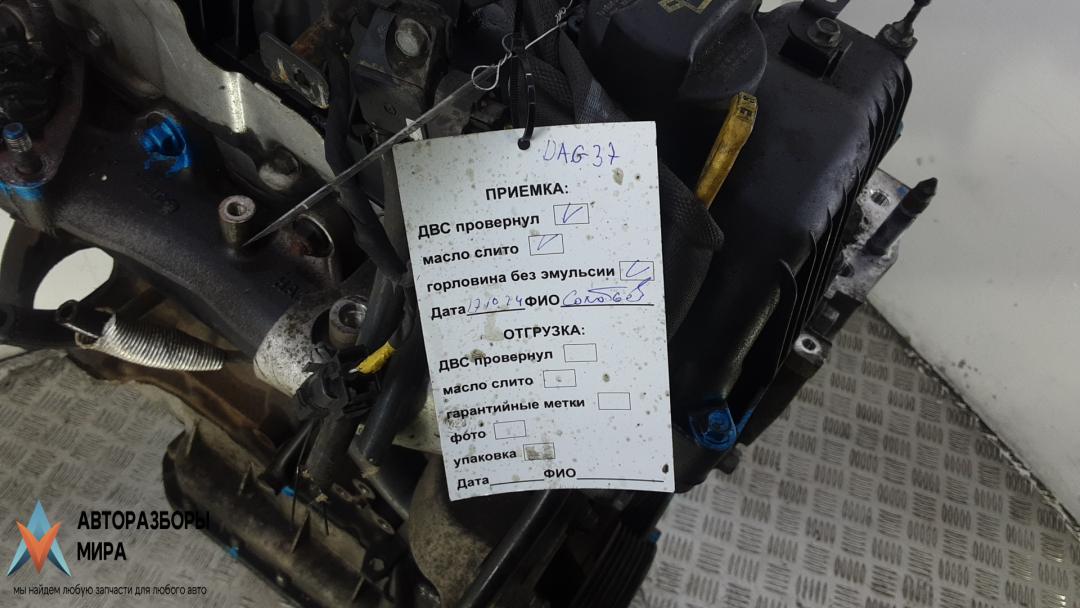 DAG37
ПРИЕМКА:
ДВС провернул
масло слито
горловина без эмульсии
Дата 17.10.24 ФИО
ОТГРУЗКА:
ДВС провернул
масло слито
гарантийные метки
фото
упаковка
Дата ФИО
АВТОРАЗБОРЫ
МИРА
мы найдем любую запчасти для любого авто